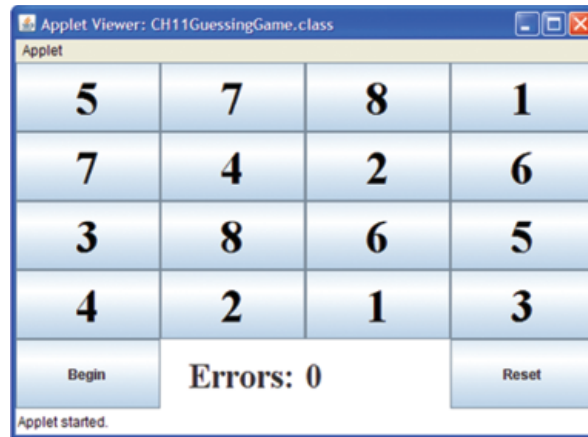 Applet Viewer: CH11GuessingGame.class
Applet
5 7 8 1
7 4 2 6
3 8 6 5
4 2 1 3
Begin Errors: 0 Reset
Applet started.